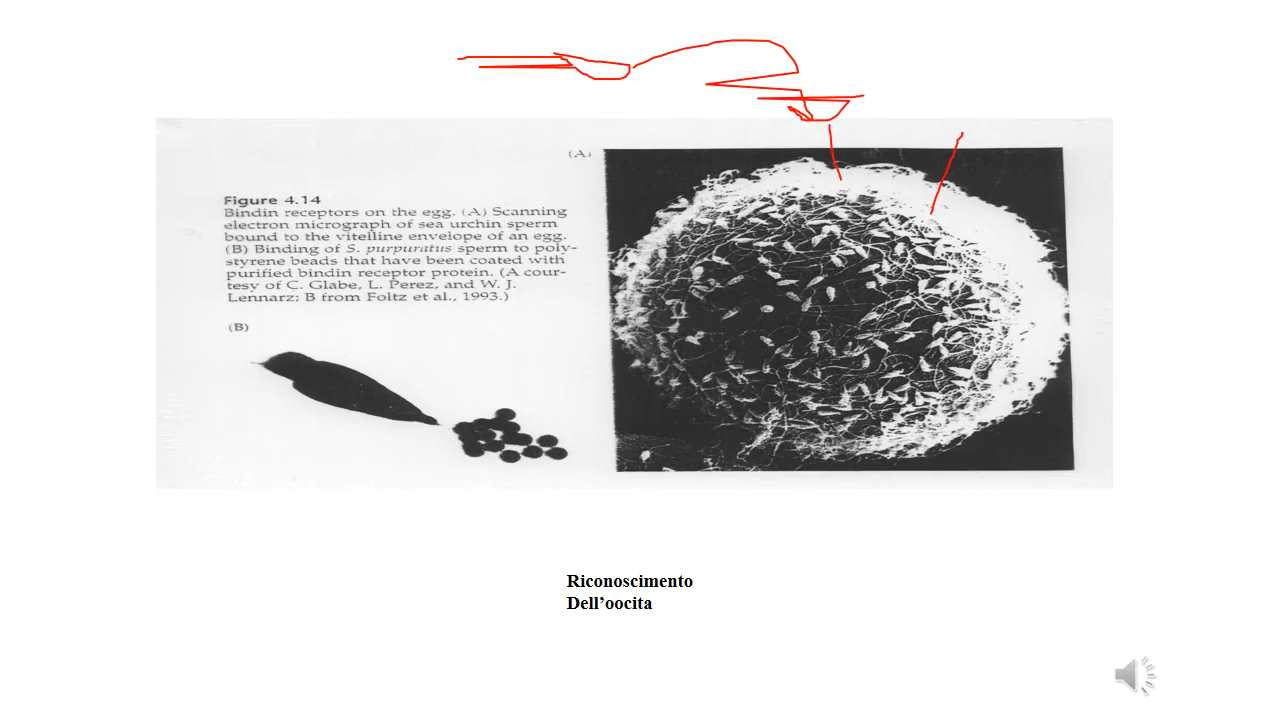 (A)
Figure 4.14
Bindin receptors on the egg. (A) Scanning
electron micrograph of sea urchin sperm
bound to the vitelline envelope of an egg.
(B) Binding of S. purpuratus sperm to poly-
styrene beads that have been coated with
purified bindin receptor protein. (A cour-
tesy of C. Glabe, L. Perez, and W. J.
Lennarz; B from Foltz et al., 1993.)
(B)
Riconoscimento
Dell’oocita